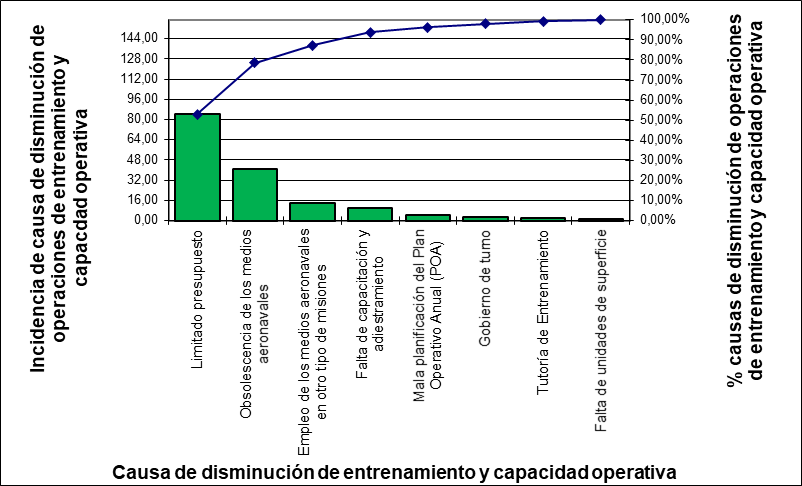 Incidencia de causa de disminución de
operaciones de entrenamiento y
capacdad operativa
144,00
128,00
112,00
96,00
80,00
64,00
48,00
32,00
16,00
0,00
100,00%
90,00%
80,00%
70,00%
60,00%
50,00%
40,00%
30,00%
20,00%
10,00%
0,00%
% causas de disminución de operaciones
de entrenamiento y capacidad operativa
Limitado presupuesto
Obsolescencia de los medios
aeronavales
Empleo de los medios aeronavales
en otro tipo de misiones
Falta de capacitación y
adiestramiento
Mala planificación del Plan
Operativo Anual (POA)
Gobierno de turno
Tutoría de Entrenamiento
Falta de unidades de superficie
Causa de disminución de entrenamiento y capacidad operativa